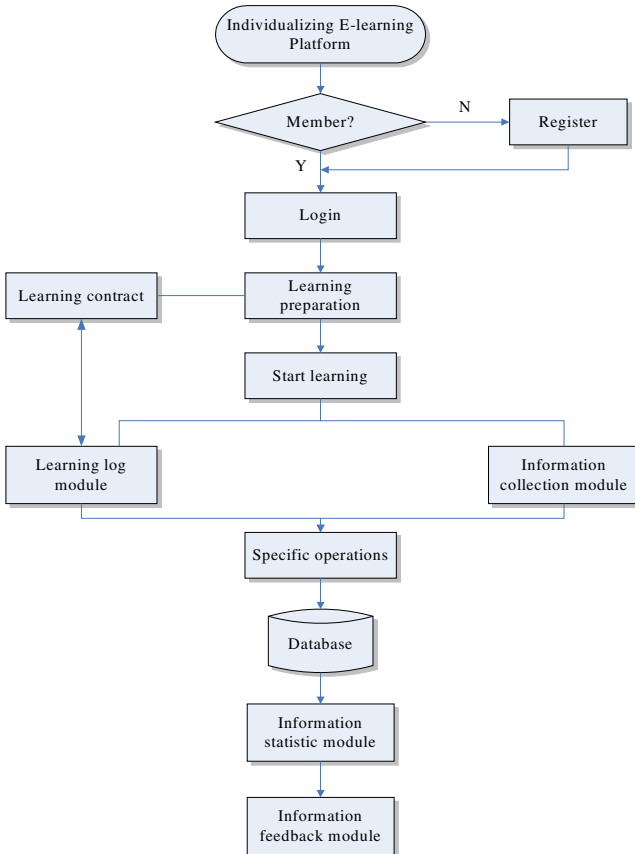 Individualizing E-learning
Platform
Member?
N
Register
Y
Login
Learning contract
Learning
preparation
Start learning
Learning log
module
Information
collection module
Specific operations
Database
Information
statistic module
Information
feedback module